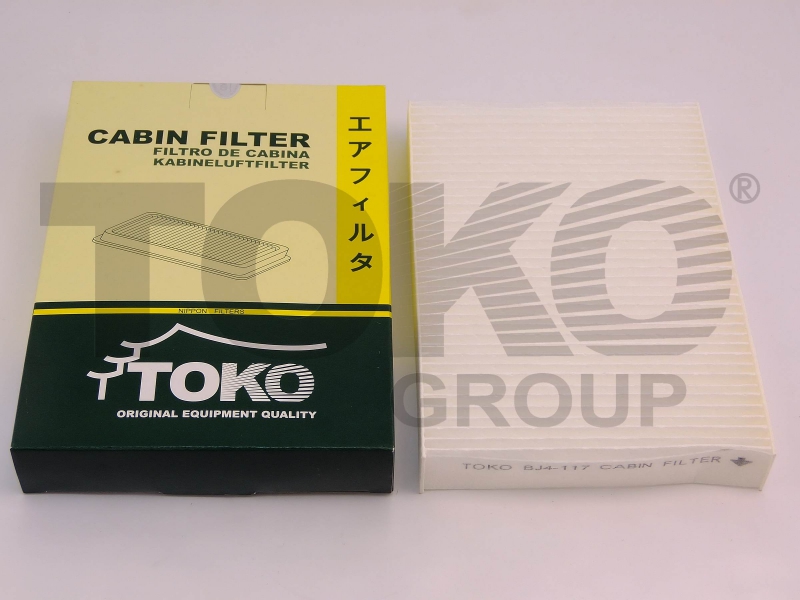 CABIN FILTER
FILTRO DE CABINA
KABINELUFTFILTER
エアフィルタ
NIPPON FILTERS
TOKO
ORIGINAL EQUIPMENT QUALITY
TOKO BJ4-117 CABIN FILTER
TOKO®
GROUP